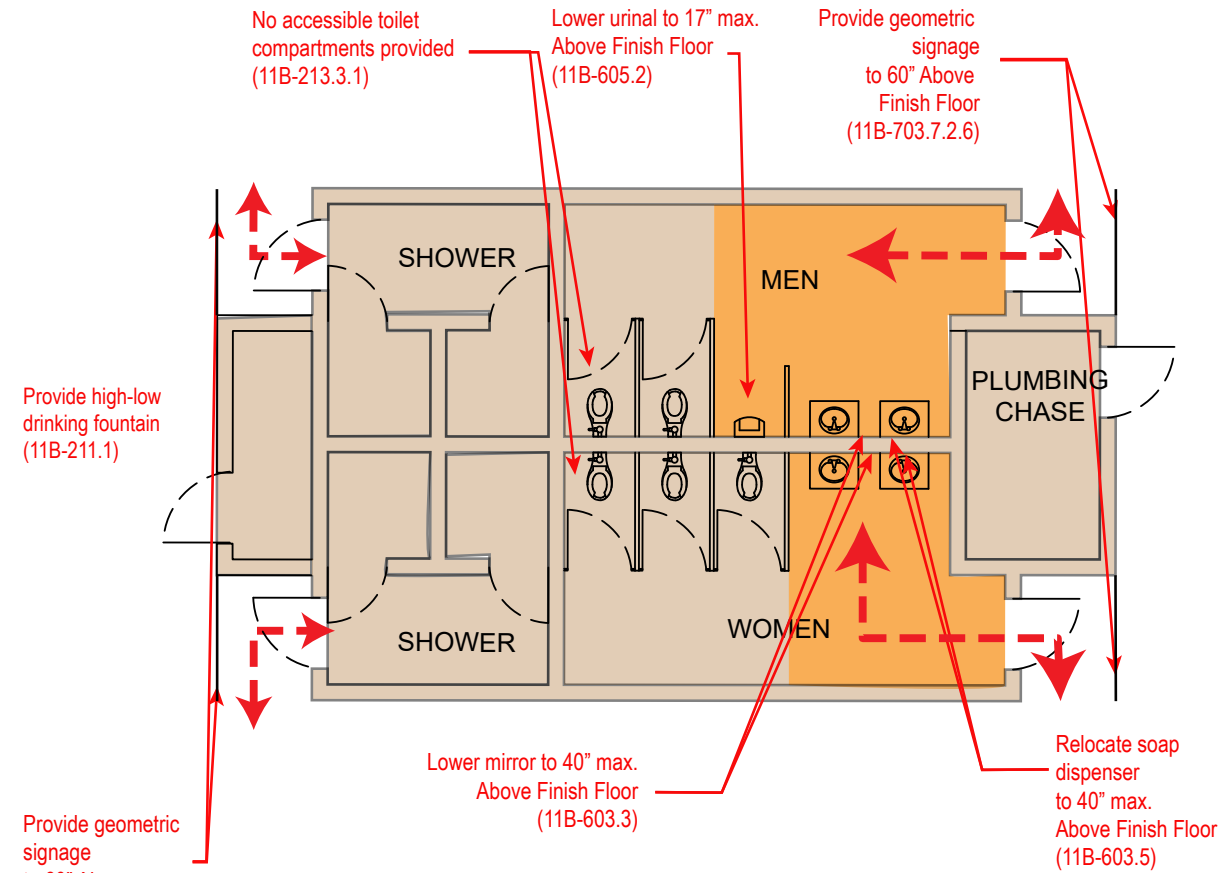 No accessible toilet
compartments provided
(11B-213.3.1)
Lower urinal to 17” max.
Above Finish Floor
(11B-605.2)
Provide geometric
signage
to 60” Above
Finish Floor
(11B-703.7.2.6)
SHOWER
MEN
Provide high-low
drinking fountain
(11B-211.1)
PLUMBING
CHASE
SHOWER
WOMEN
Lower mirror to 40” max.
Above Finish Floor
(11B-603.3)
Relocate soap
dispenser
to 40” max.
Above Finish Floor
(11B-603.5)
Provide geometric
signage